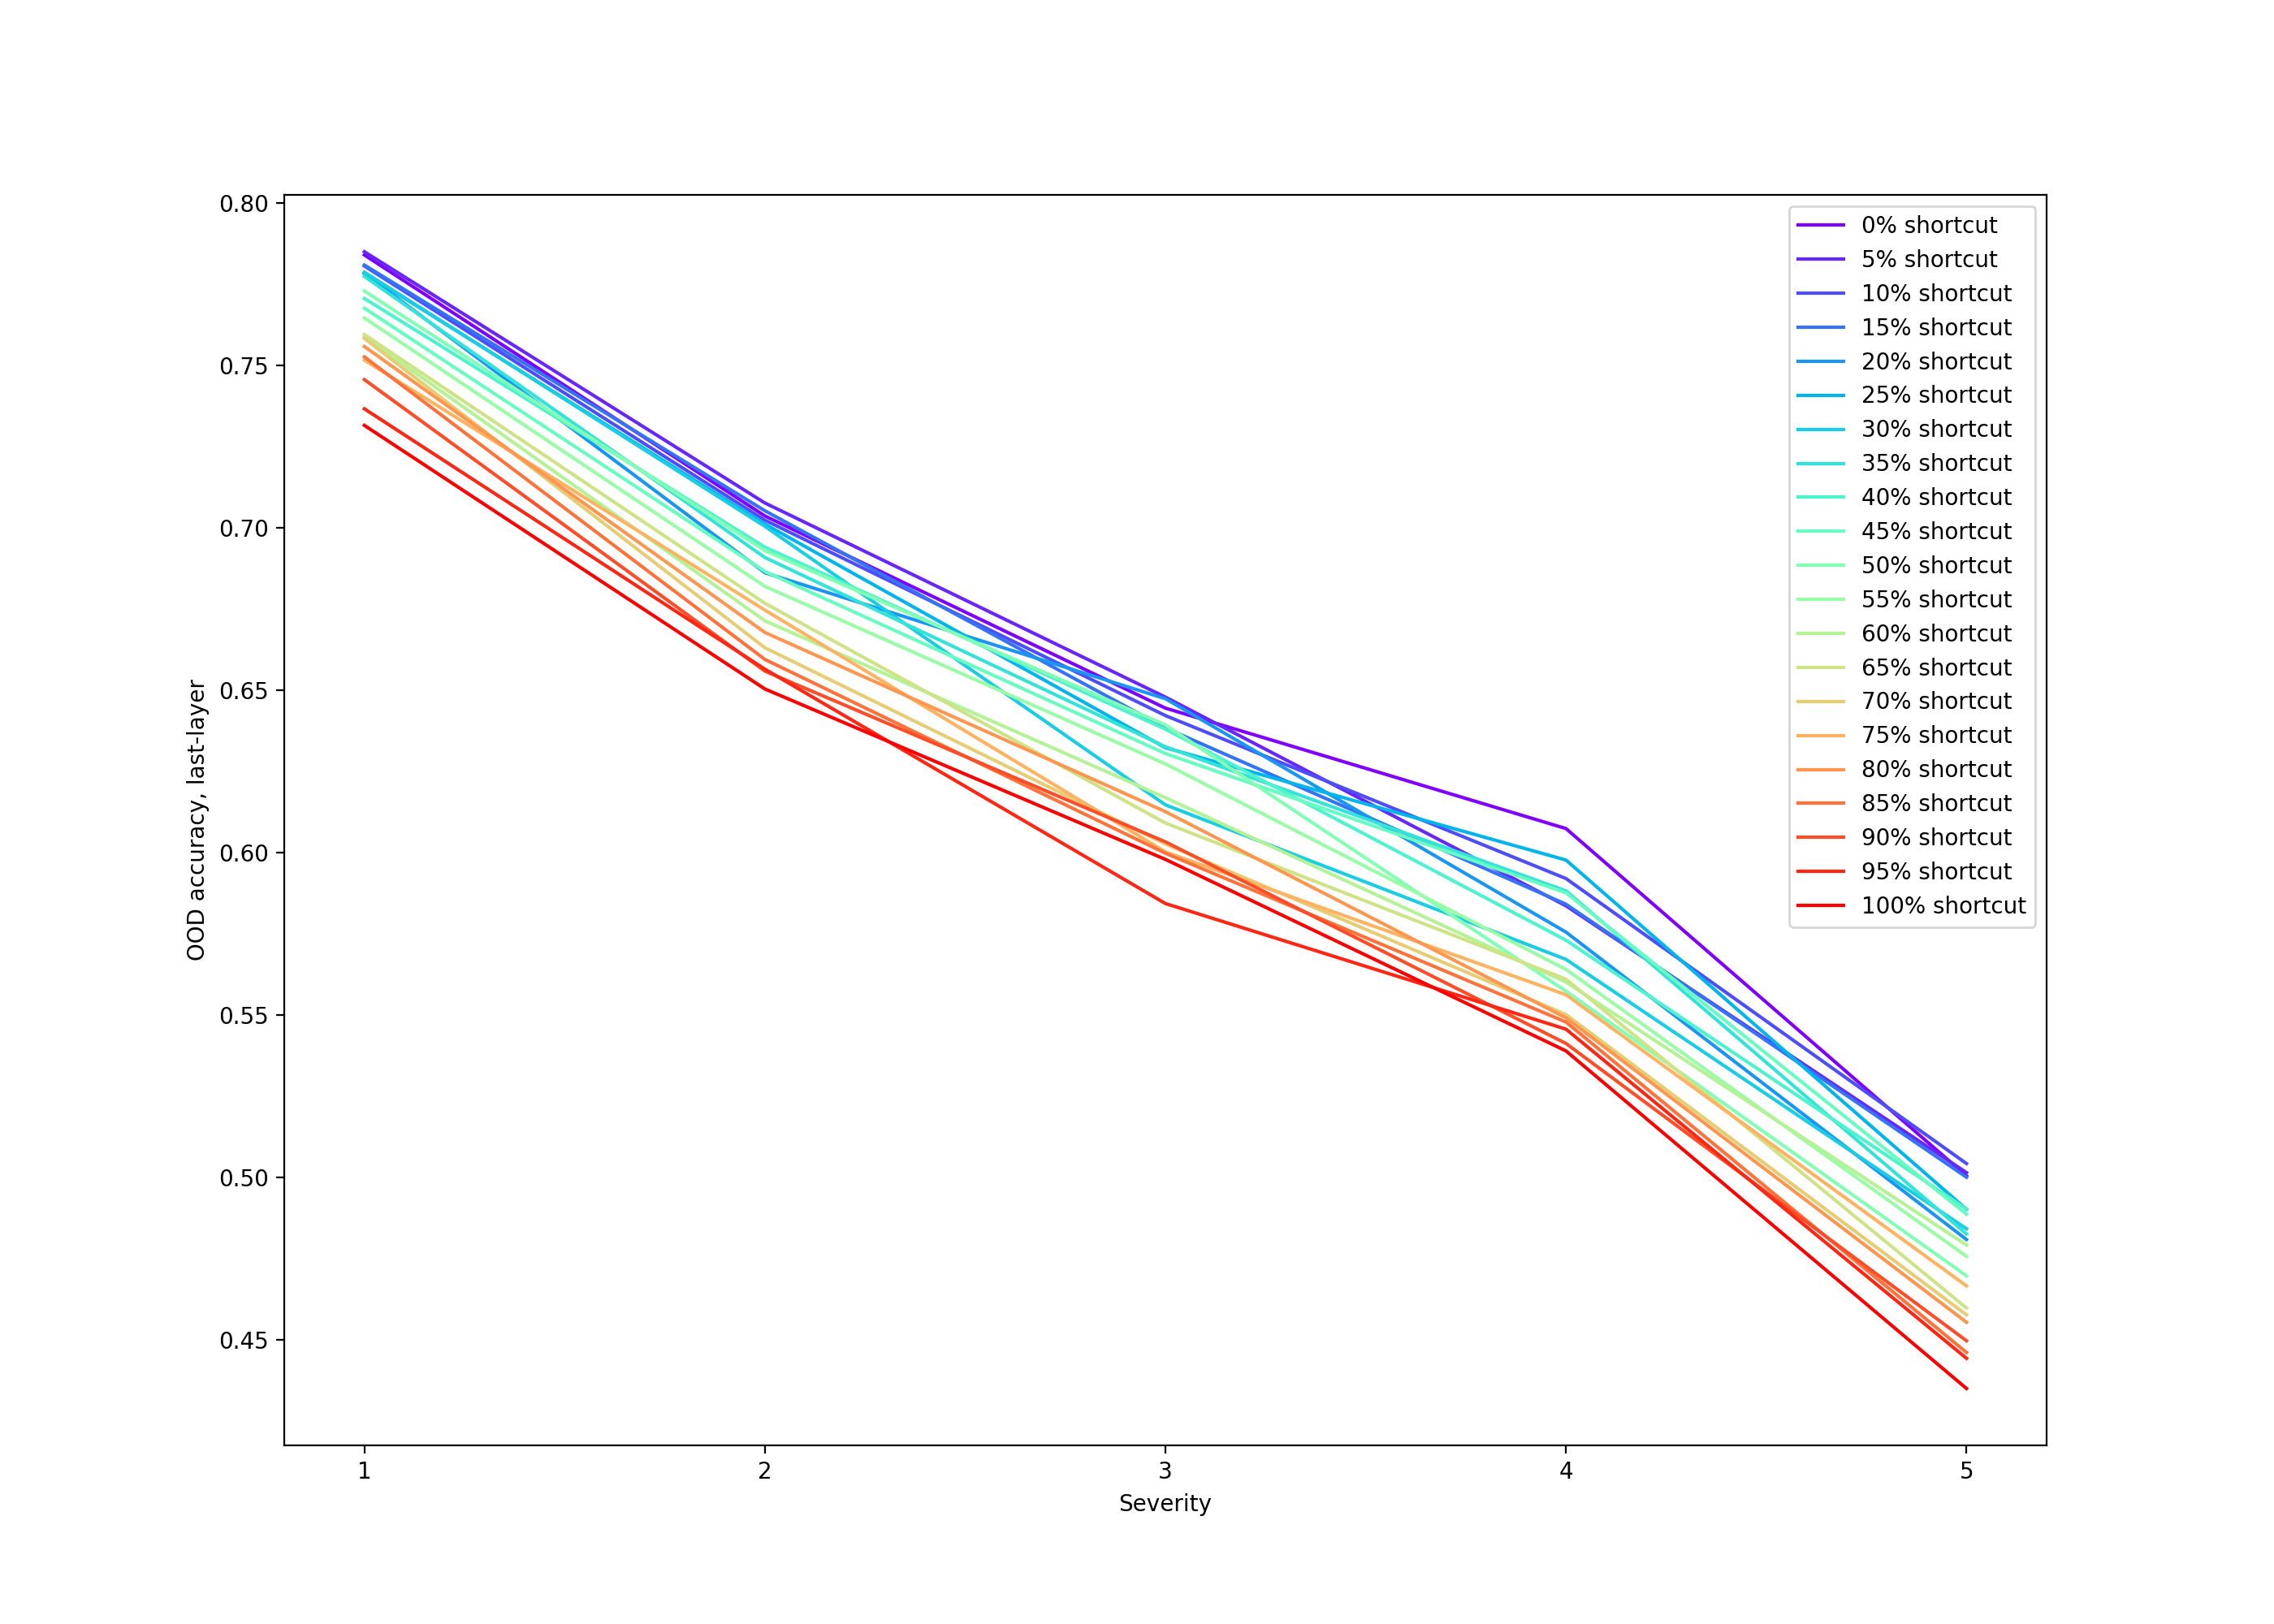 0.80
0.75
0.70
0.65
0.60
0.55
0.50
0.45
OOD accuracy, last-layer
1 2 3 4 5
Severity
0% shortcut
5% shortcut
10% shortcut
15% shortcut
20% shortcut
25% shortcut
30% shortcut
35% shortcut
40% shortcut
45% shortcut
50% shortcut
55% shortcut
60% shortcut
65% shortcut
70% shortcut
75% shortcut
80% shortcut
85% shortcut
90% shortcut
95% shortcut
100% shortcut